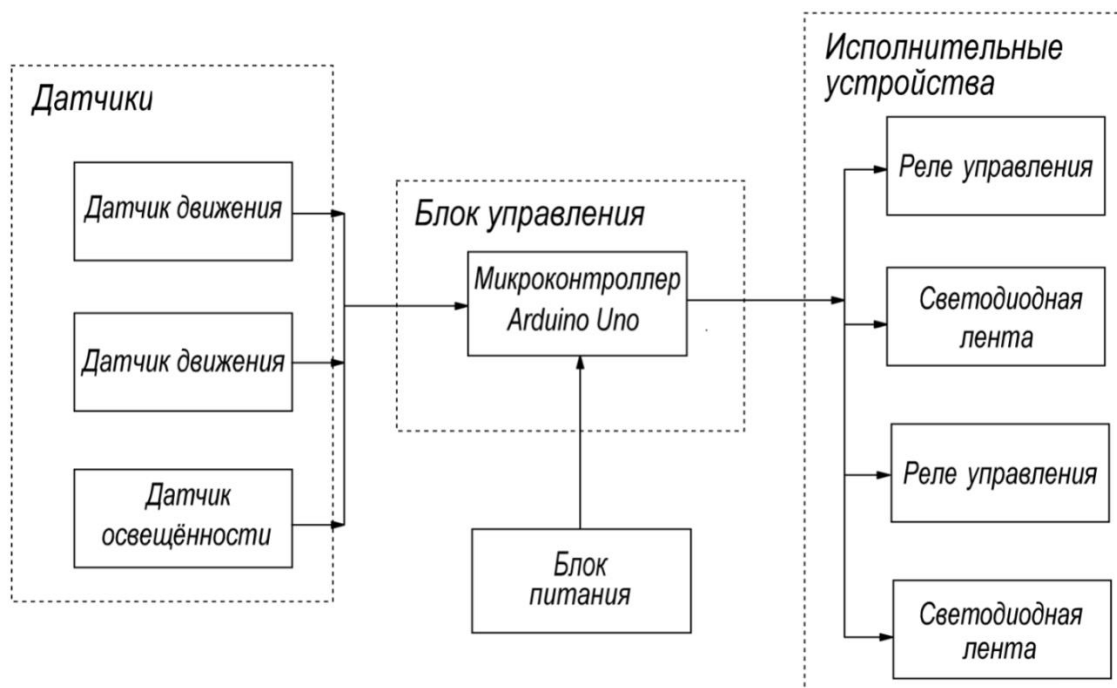 Датчики
Датчик движения
Датчик движения
Датчик
освещённости
Блок управления
Микроконтроллер
Arduino Uno
Блок
питания
Исполнительные
устройства
Реле управления
Светодиодная
лента
Реле управления
Светодиодная
лента